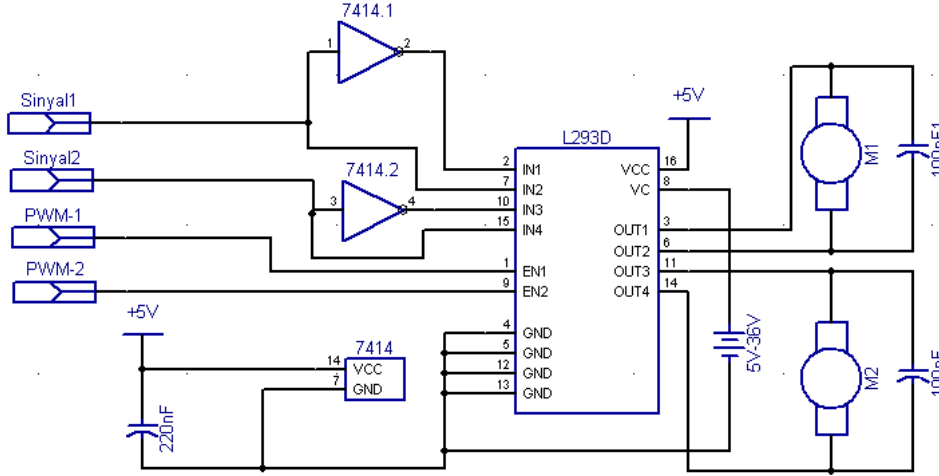 7414.1
1
2
Sinyal1
Sinyal2
PWM-1
PWM-2
7414.2
3
4
+5V
L293D
2 IN1
7 IN2
10 IN3
15 IN4
1 EN1
9 EN2
4 GND
5 GND
12 GND
13 GND
VCC 16
VC 8
OUT1 3
OUT2 6
OUT3 11
OUT4 14
+5V
7414
14 VCC
7 GND
220nF
5V-36V
M1
100nF1
M2
100nF